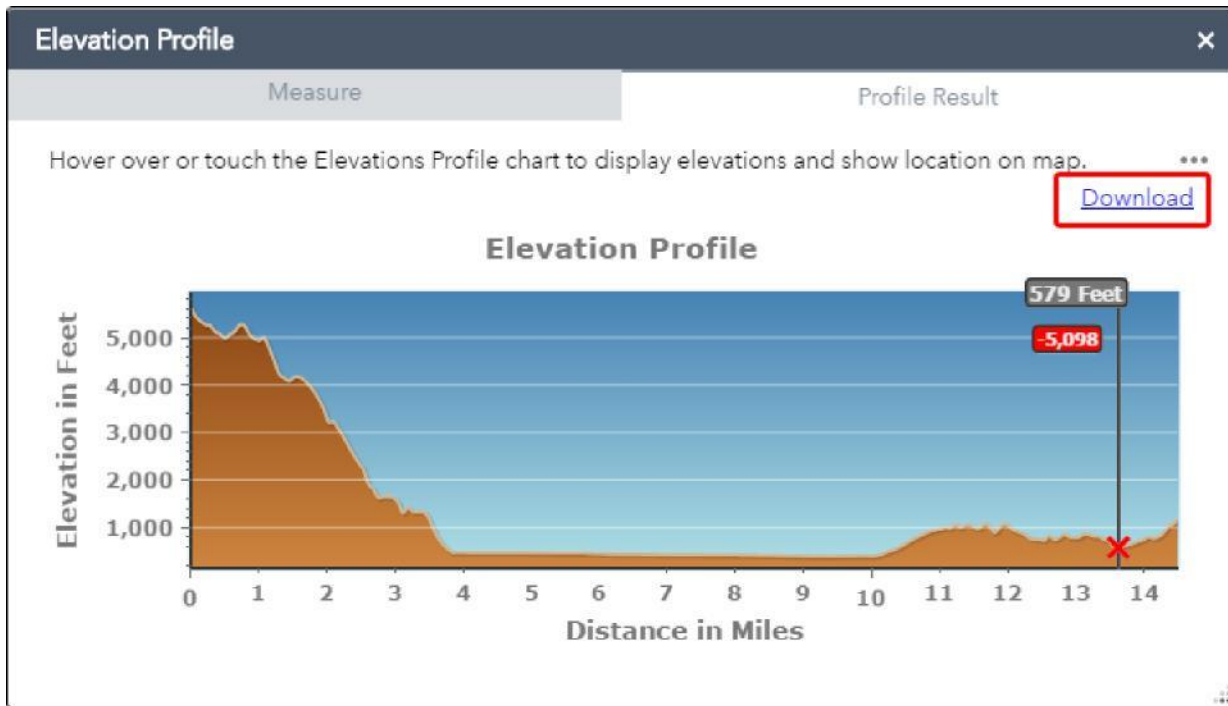 Elevation Profile
×
Measure
Profile Result
Hover over or touch the Elevations Profile chart to display elevations and show location on map.
Download
Elevation Profile
579 Feet
-5,098
Elevation in Feet
5,000
4,000
3,000
2,000
1,000
0 1 2 3 4 5 6 7 8 9 10 11 12 13 14
Distance in Miles